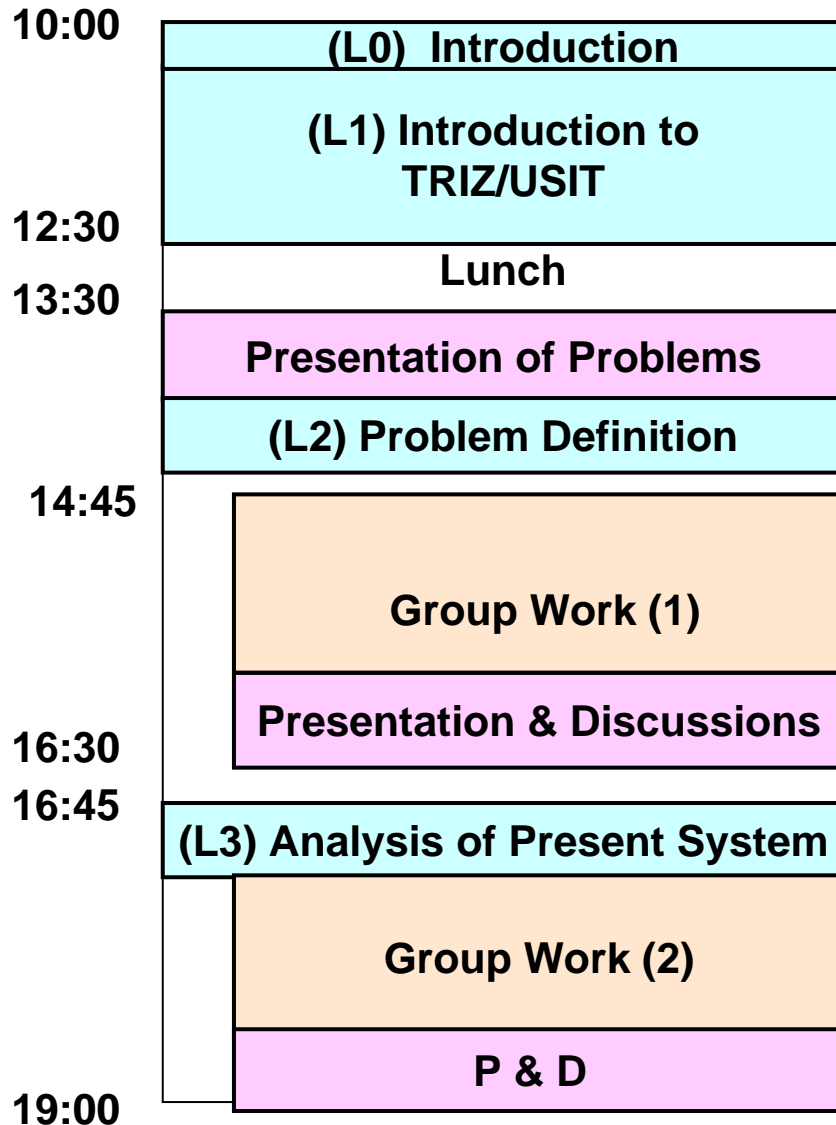 10:00
(L0) Introduction
(L1) Introduction to
TRIZ/USIT
12:30
Lunch
13:30
Presentation of Problems
(L2) Problem Definition
14:45
Group Work (1)
Presentation & Discussions
16:30
16:45
(L3) Analysis of Present System
Group Work (2)
P & D
19:00